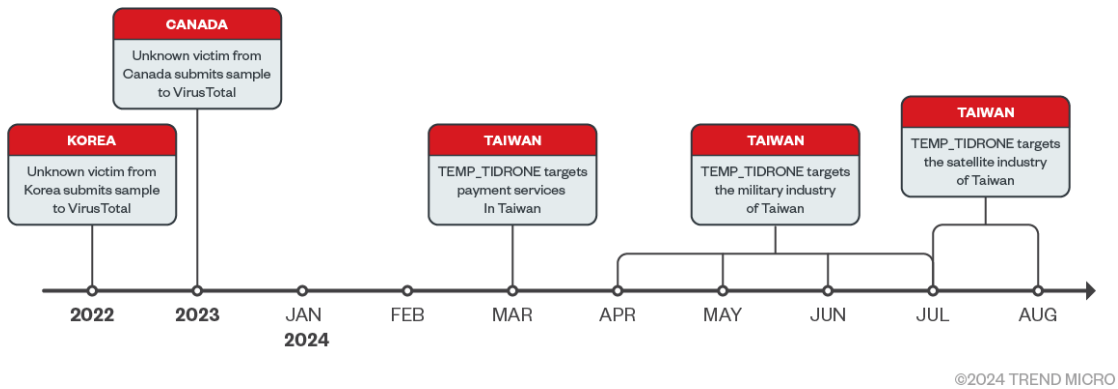 CANADA
Unknown victim from
Canada submits sample
to VirusTotal
KOREA
Unknown victim from
Korea submits sample
to VirusTotal
TAIWAN
TEMP_TIDRONE targets
payment services
In Taiwan
TAIWAN
TEMP_TIDRONE targets
the military industry
of Taiwan
TAIWAN
TEMP_TIDRONE targets
the satellite industry
of Taiwan
2022 2023 JAN FEB MAR APR MAY JUN JUL AUG
2024
©2024 TREND MICRO